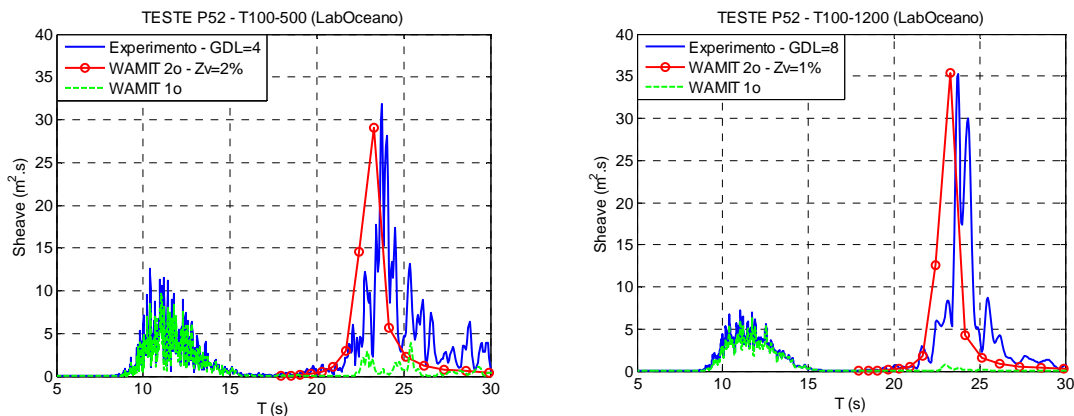 TESTE P52 - T100-500 (LabOceano)
40
35
30
25
20
15
10
5
0
Sheave (m².s)
Experimento - GDL=4
WAMIT 2o - Zv=2%
WAMIT 1o
5 10 15 20 25 30
T (s)
TESTE P52 - T100-1200 (LabOceano)
40
35
30
25
20
15
10
5
0
Sheave (m².s)
Experimento - GDL=8
WAMIT 2o - Zv=1%
WAMIT 1o
5 10 15 20 25 30
T (s)